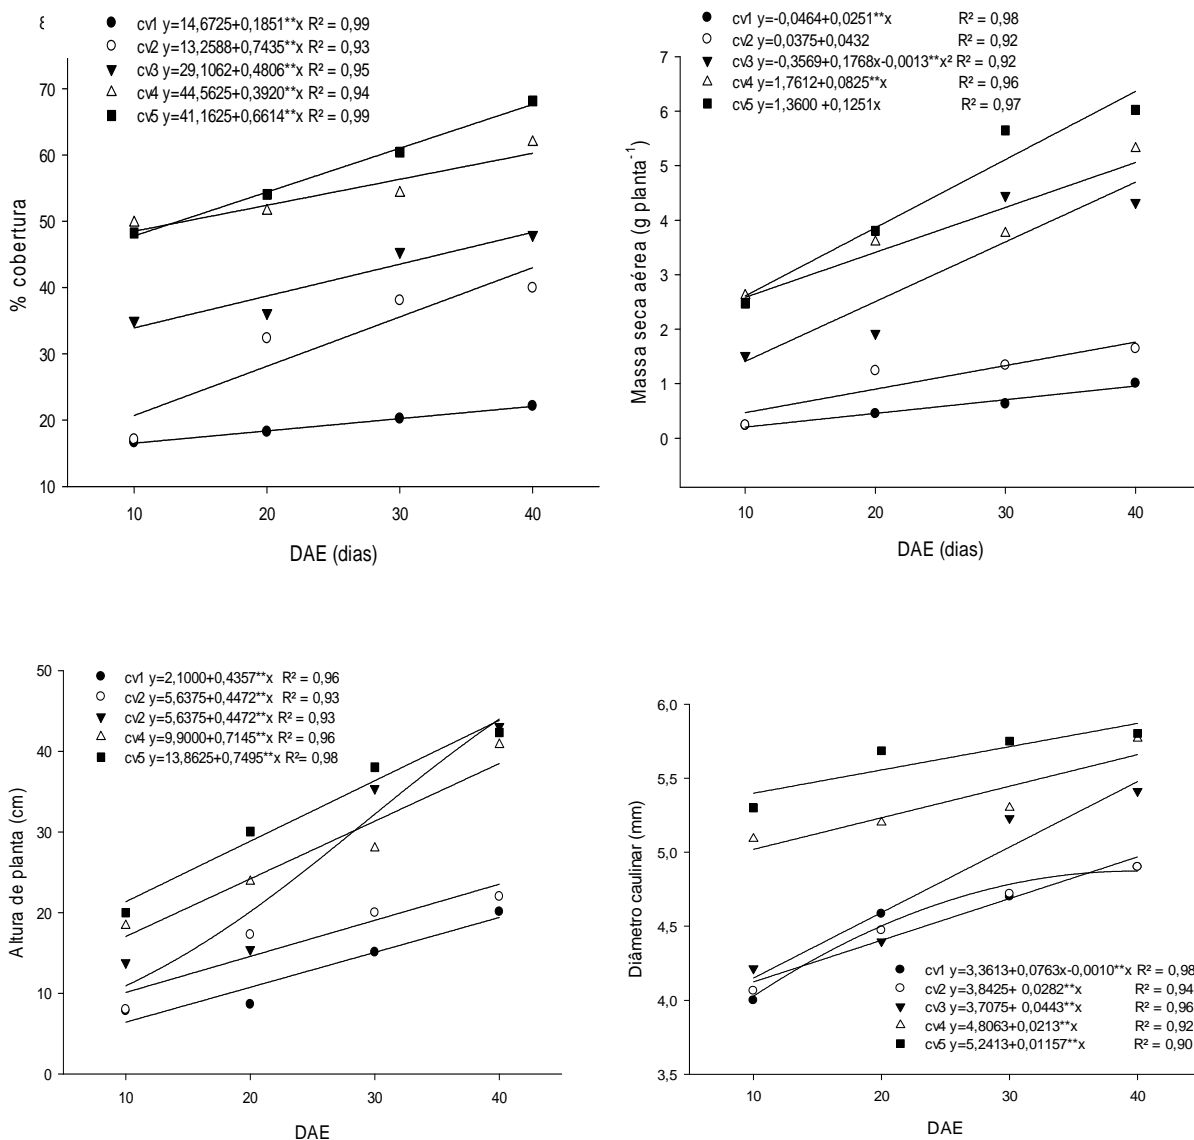 cv1 y=14,6725+0,1851**x R² = 0,99
cv2 y=13,2588+0,7435**x R² = 0,93
cv3 y=29,1062+0,4806**x R² = 0,95
cv4 y=44,5625+0,3920**x R² = 0,94
cv5 y=41,1625+0,6614**x R² = 0,99
70
60
50
40
30
20
10
% cobertura
10 20 30 40
DAE (dias)
cv1 y=-0,0464+0,0251**x R² = 0,98
cv2 y=0,0375+0,0432 R² = 0,92
cv3 y=-0,3569+0,1768x-0,0013**x² R² = 0,92
cv4 y=1,7612+0,0825**x R² = 0,96
cv5 y=1,3600 +0,1251x R² = 0,97
7
6
5
4
3
2
1
0
Massa seca aérea (g planta⁻¹)
10 20 30 40
DAE (dias)
cv1 y=2,1000+0,4357**x R² = 0,96
cv2 y=5,6375+0,4472**x R² = 0,93
cv2 y=5,6375+0,4472**x R² = 0,93
cv4 y=9,9000+0,7145**x R² = 0,96
cv5 y=13,8625+0,7495**x R² = 0,98
50
40
30
20
10
0
Altura de planta (cm)
10 20 30 40
DAE
6,0
5,5
5,0
4,5
4,0
3,5
Diâmetro caulinar (mm)
cv1 y=3,3613+0,0763x-0,0010**x R² = 0,98
cv2 y=3,8425+ 0,0282**x R² = 0,94
cv3 y=3,7075+ 0,0443**x R² = 0,96
cv4 y=4,8063+0,0213**x R² = 0,92
cv5 y=5,2413+0,01157**x R² = 0,90
10 20 30 40
DAE